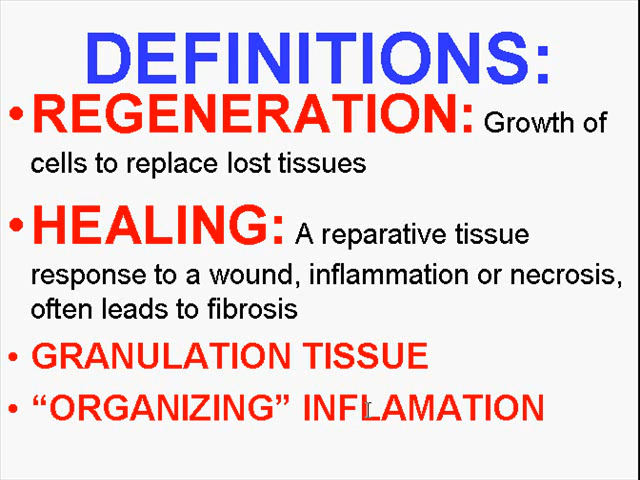 DEFINITIONS:
•REGENERATION: Growth of
cells to replace lost tissues
•HEALING: A reparative tissue
response to a wound, inflammation or necrosis,
often leads to fibrosis
• GRANULATION TISSUE
• “ORGANIZING” INFLAMATION